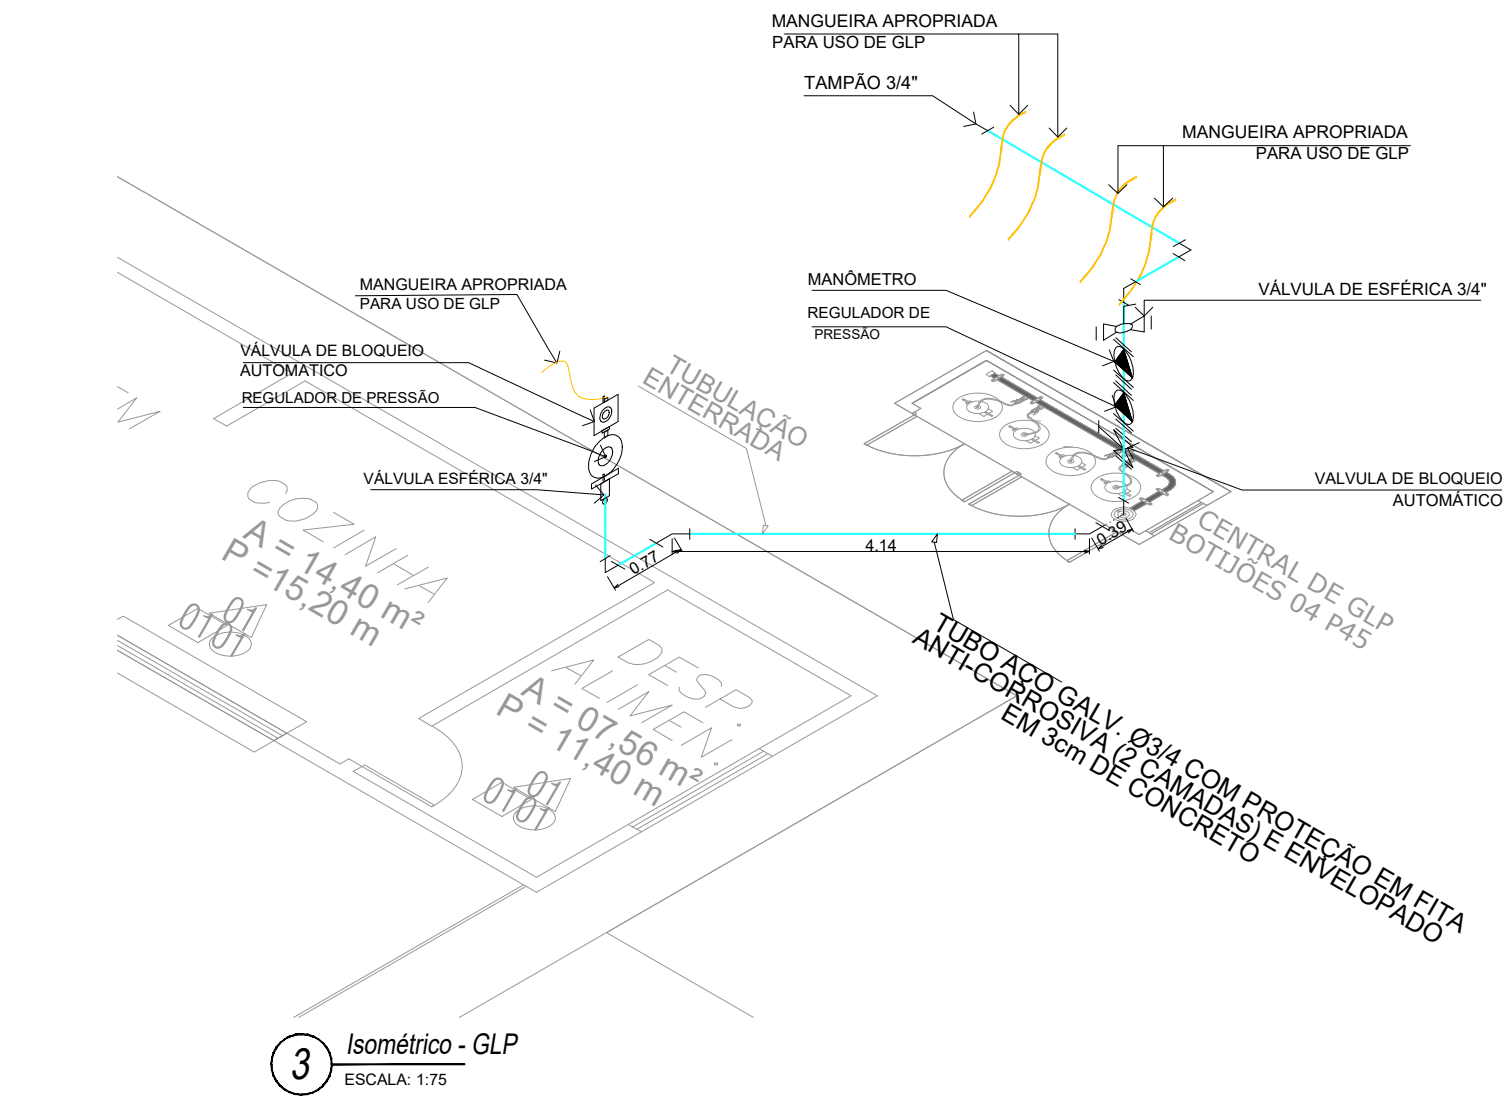 MANGUEIRA APROPRIADA
PARA USO DE GLP
TAMPÃO 3/4"
MANGUEIRA APROPRIADA
PARA USO DE GLP
MANÔMETRO
REGULADOR DE
PRESSÃO
VÁLVULA DE ESFÉRICA 3/4"
MANGUEIRA APROPRIADA
PARA USO DE GLP
VÁLVULA DE BLOQUEIO
AUTOMÁTICO
REGULADOR DE PRESSÃO
VÁLVULA ESFÉRICA 3/4"
TUBULAÇÃO
ENTERRADA
VALVULA DE BLOQUEIO
AUTOMÁTICO
CENTRAL DE GLP
BOTIJÕES 04 P45
0.77
4.14
0.39
COZINHA
A = 14,40 m²
P =15,20 m
01
01
01
DESP.
ALIMEN.
A = 07,56 m²
P = 11,40 m
01
01
01
TUBO AÇO GALV. Ø3/4 COM PROTEÇÃO EM FITA
ANTI-CORROSIVA (2 CAMADAS) E ENVELOPADO
EM 3cm DE CONCRETO
3
Isométrico - GLP
ESCALA: 1:75